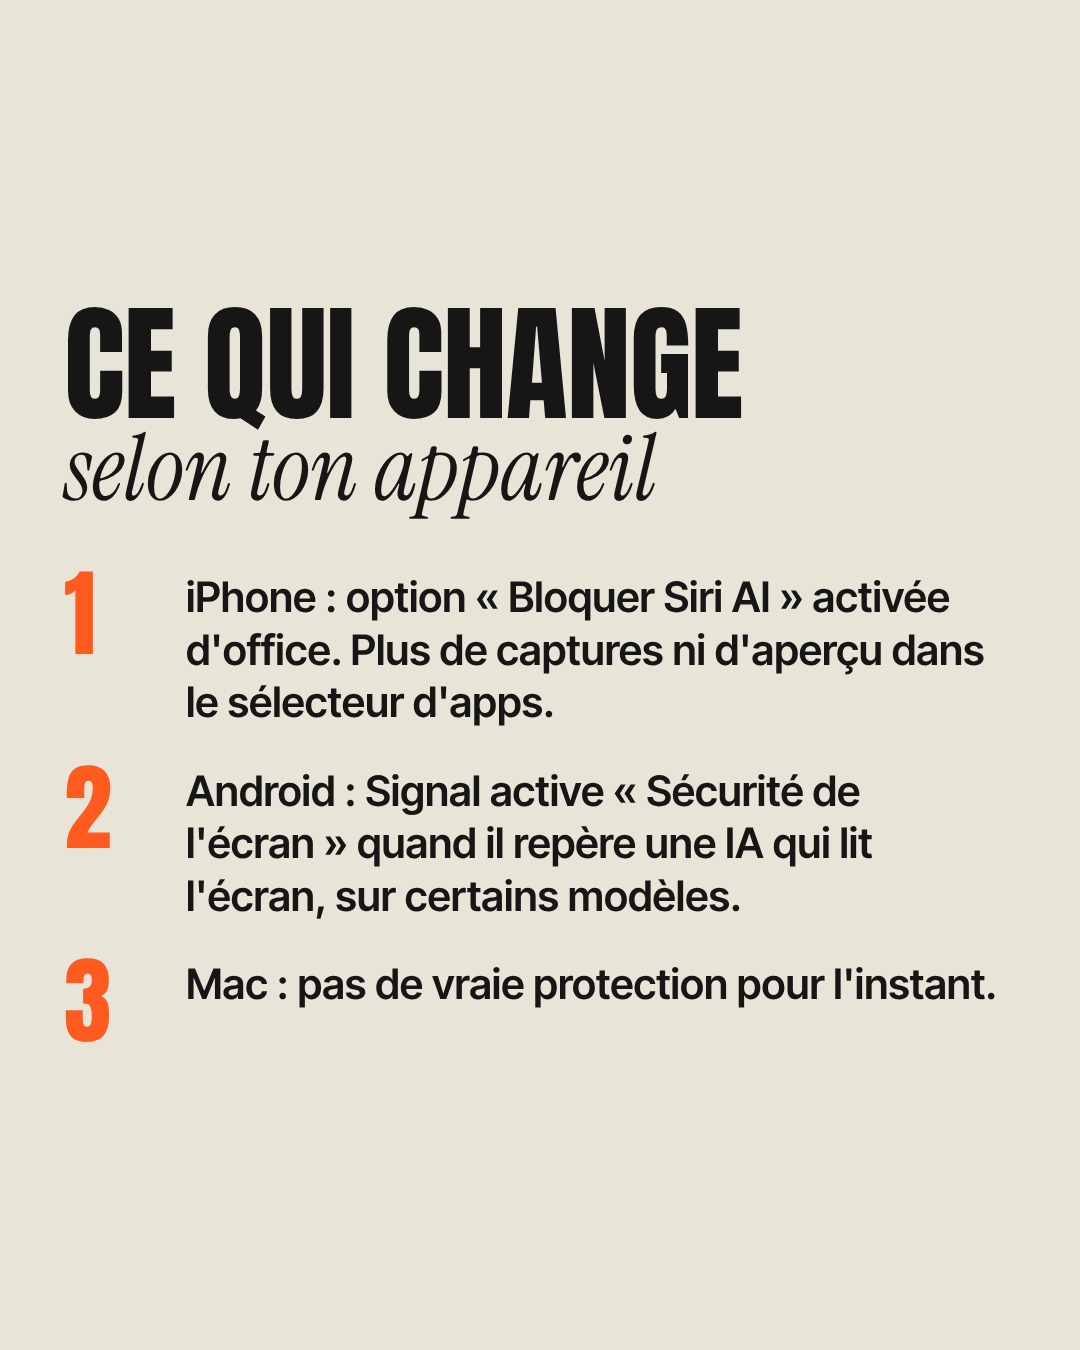 CE QUI CHANGE
selon ton appareil
1
iPhone : option « Bloquer Siri AI » activée
d'office. Plus de captures ni d'aperçu dans
le sélecteur d'apps.
2
Android : Signal active « Sécurité de
l'écran » quand il repère une IA qui lit
l'écran, sur certains modèles.
3
Mac : pas de vraie protection pour l'instant.